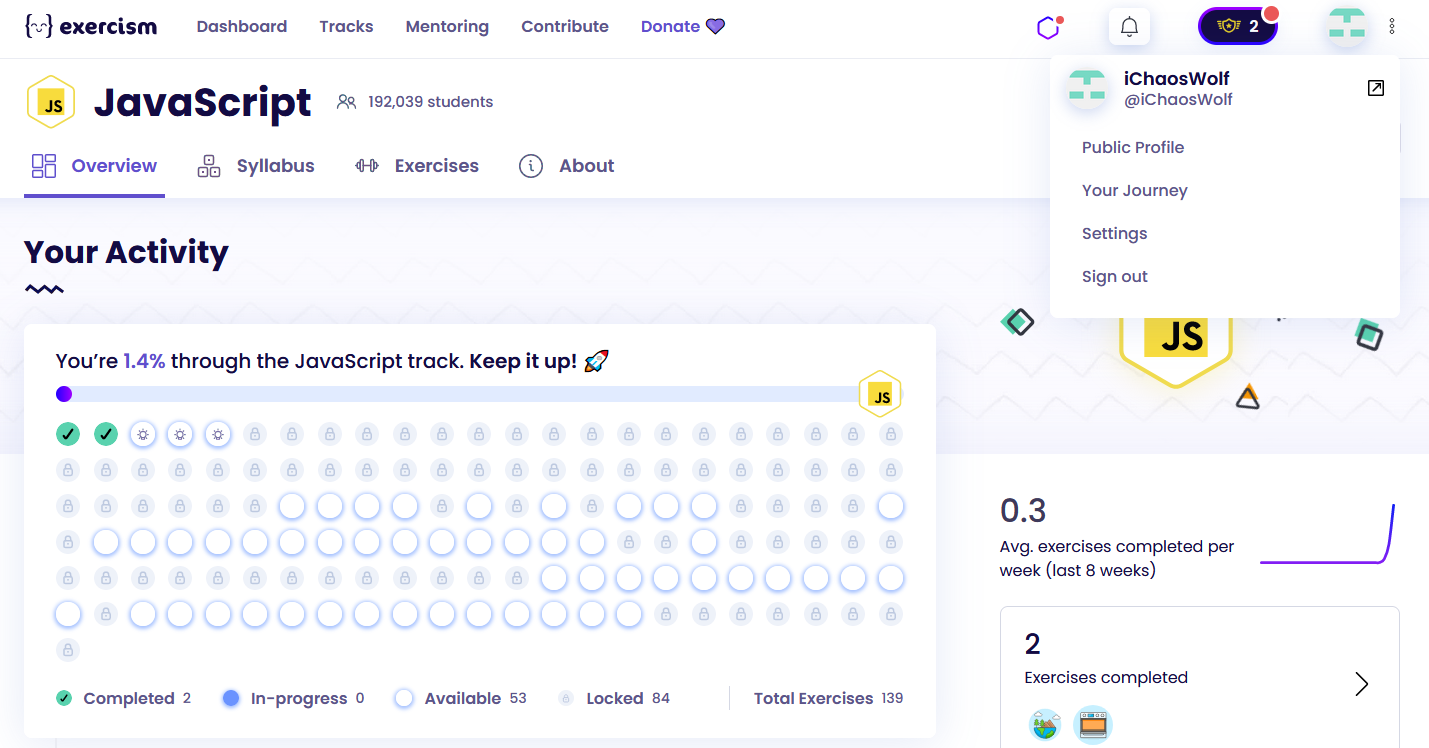 exercism Dashboard Tracks Mentoring Contribute Donate 2
iChaosWolf
@iChaosWolf
Public Profile
Your Journey
Settings
Sign out
JS JavaScript 192,039 students
Overview Syllabus Exercises About
Your Activity
JS
You’re 1.4% through the JavaScript track. Keep it up! 🚀
JS
Completed 2 In-progress 0 Available 53 Locked 84 Total Exercises 139
0.3
Avg. exercises completed per
week (last 8 weeks)
2
Exercises completed